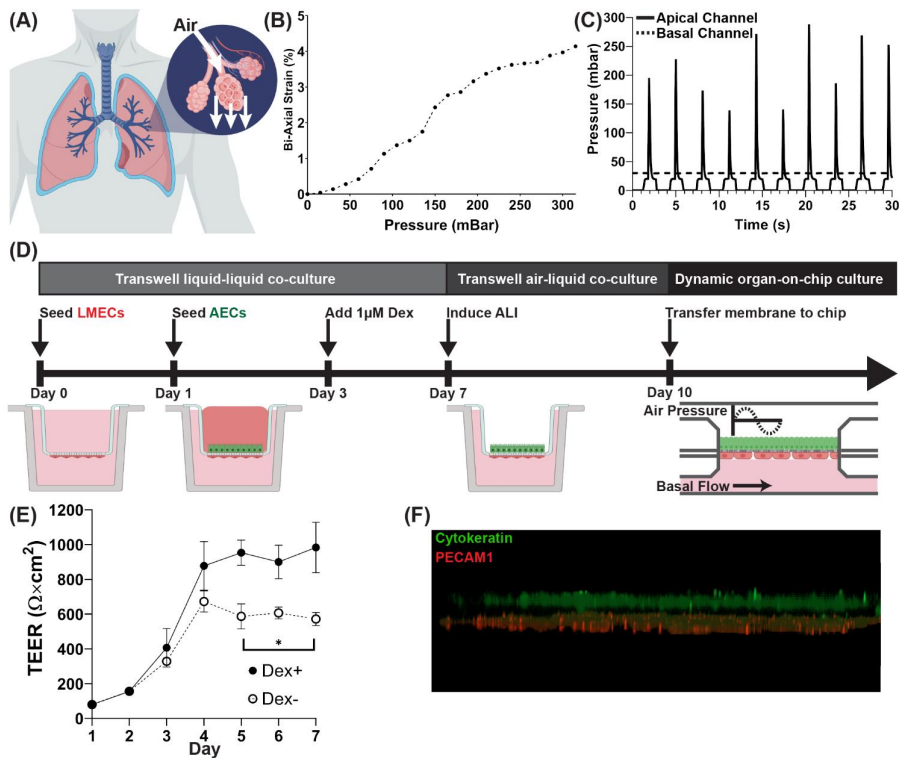 (A)
Air
(B)
Bi-Axial Strain (%)
5
4
3
2
1
0
0 50 100 150 200 250 300
Pressure (mBar)
(C)
Apical Channel
Basal Channel
Pressure (mbar)
300
250
200
150
100
50
0
0 5 10 15 20 25 30
Time (s)
(D)
Transwell liquid-liquid co-culture
Transwell air-liquid co-culture
Dynamic organ-on-chip culture
Seed LMECs
Seed AECs
Add 1μM Dex
Induce ALI
Transfer membrane to chip
Day 0
Day 1
Day 3
Day 7
Day 10
Air Pressure
Basal Flow
(E)
TEER (Ω×cm²)
1200
1000
800
600
400
200
0
*
Dex+
Dex-
1 2 3 4 5 6 7
Day
(F)
Cytokeratin
PECAM1